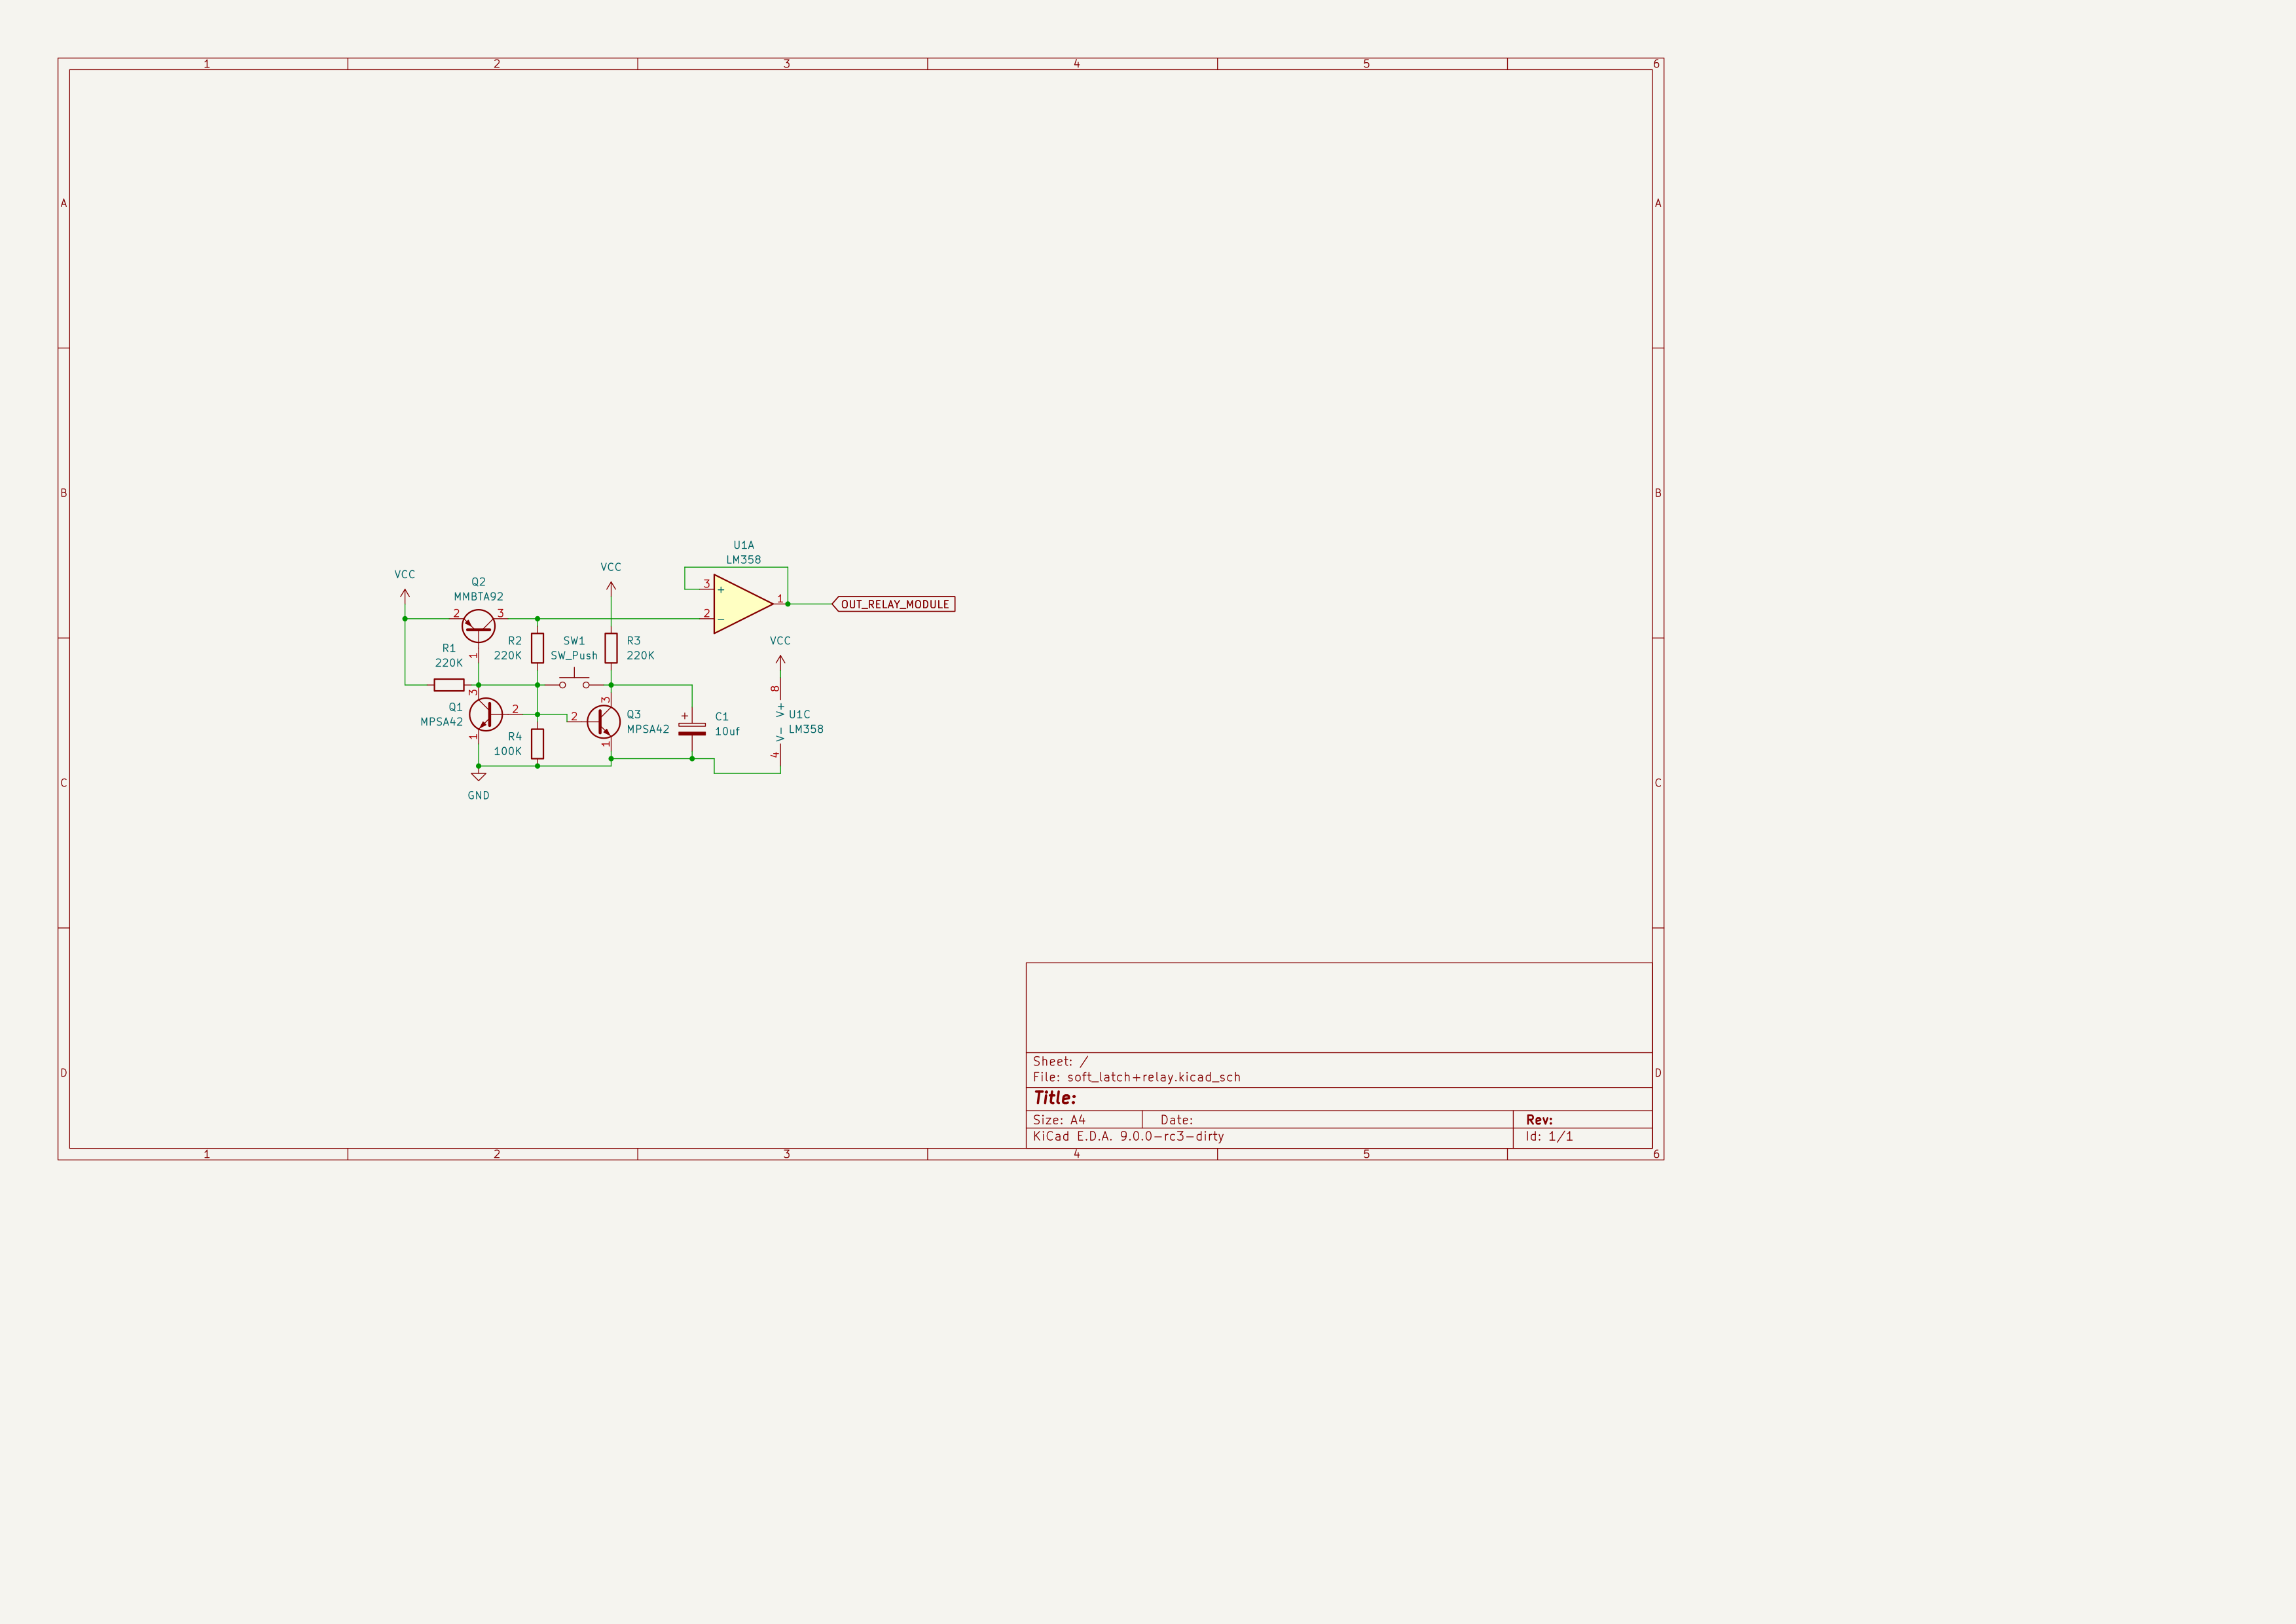 1 2 3 4 5 6
A A
B B
U1A
LM358
VCC
VCC
Q2
MMBTA92
3
+
1
OUT_RELAY_MODULE
2 3
2
−
R1
220K
1
R2
220K
SW1
SW_Push
R3
220K
VCC
3
Q1
MPSA42
2
1
R4
100K
2
3
Q3
MPSA42
1
+
C1
10uf
8
V+
U1C
LM358
V-
4
GND
C C
D D
Sheet: /
File: soft_latch+relay.kicad_sch
Title:
Size: A4 Date: Rev:
KiCad E.D.A. 9.0.0-rc3-dirty Id: 1/1
1 2 3 4 5 6